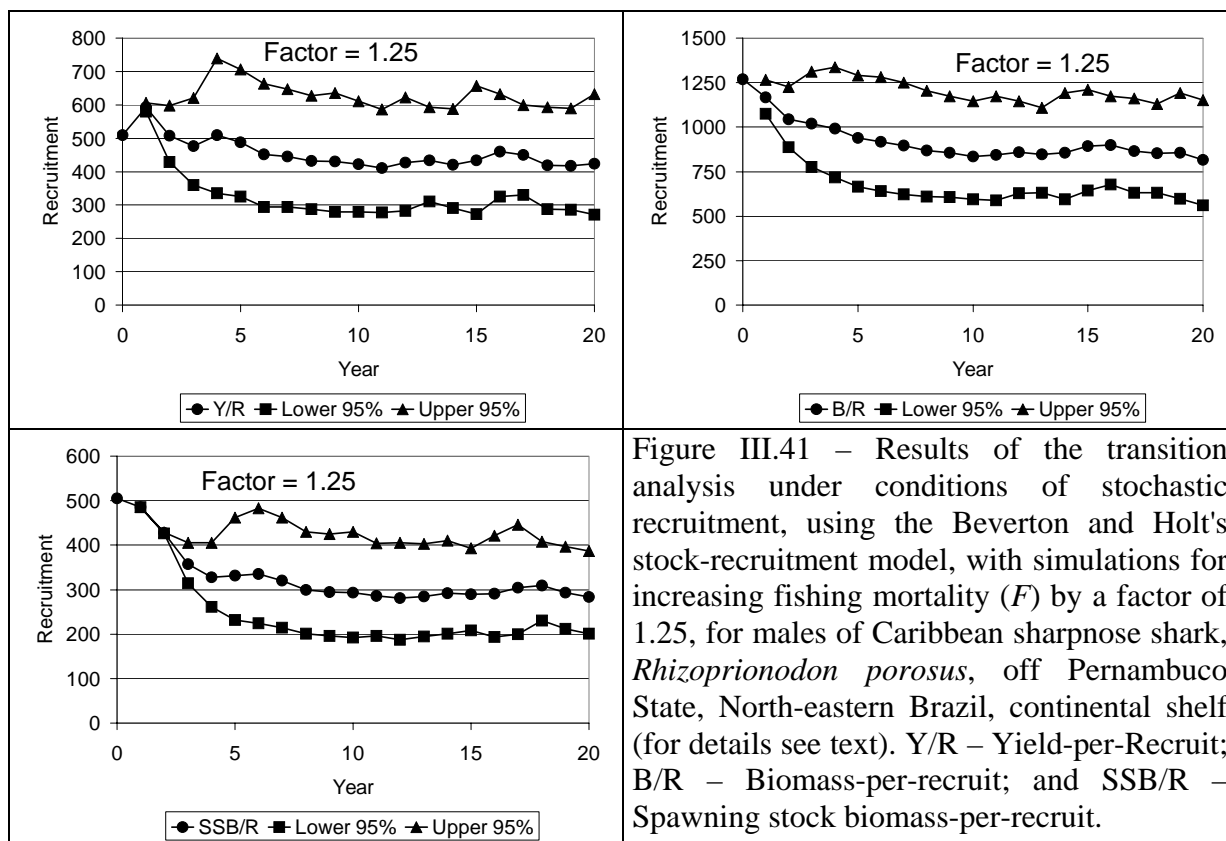 Factor = 1.25
Recruitment
800
700
600
500
400
300
200
100
0
0 5 10 15 20
Year
Y/R Lower 95% Upper 95%
Factor = 1.25
Recruitment
1500
1250
1000
750
500
250
0
0 5 10 15 20
Year
B/R Lower 95% Upper 95%
Factor = 1.25
Recruitment
600
500
400
300
200
100
0
0 5 10 15 20
Year
SSB/R Lower 95% Upper 95%
Figure III.41 – Results of the transition
analysis under conditions of stochastic
recruitment, using the Beverton and Holt's
stock-recruitment model, with simulations for
increasing fishing mortality (F) by a factor of
1.25, for males of Caribbean sharpnose shark,
Rhizoprionodon porosus, off Pernambuco
State, North-eastern Brazil, continental shelf
(for details see text). Y/R – Yield-per-Recruit;
B/R – Biomass-per-recruit; and SSB/R –
Spawning stock biomass-per-recruit.